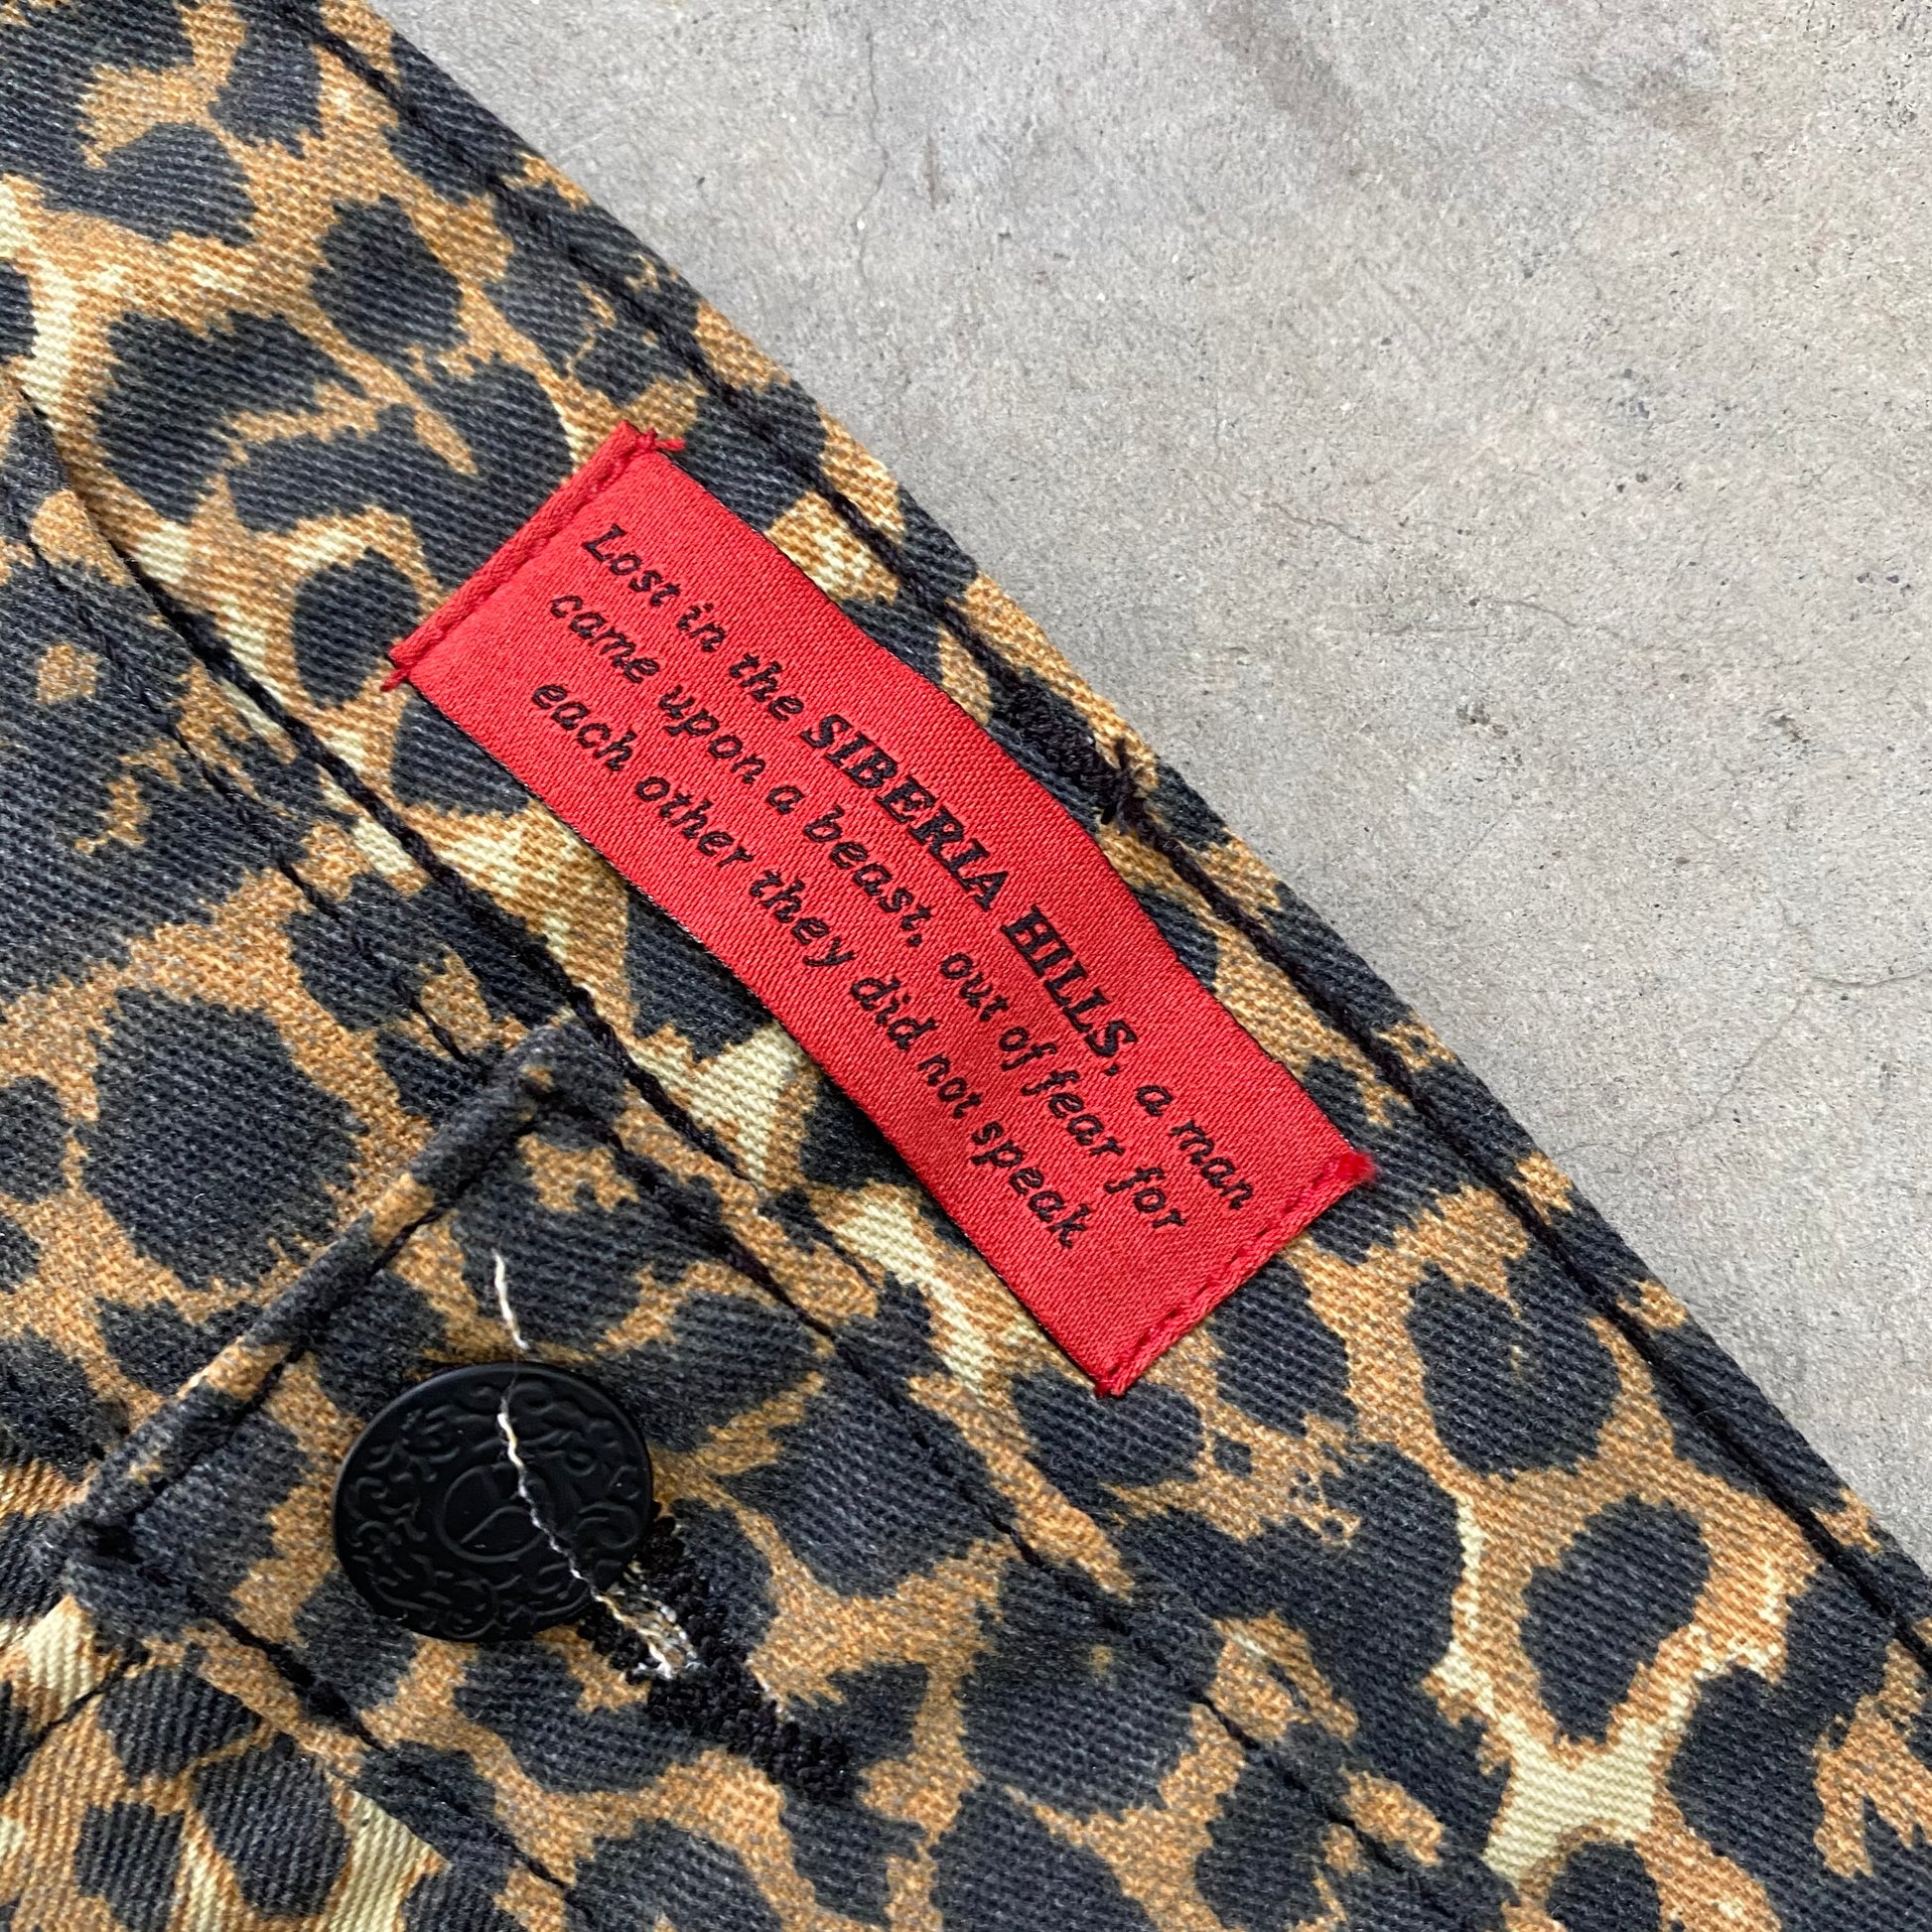 Lost in the SIBERIA HILLS, a man
came upon a beast, out of fear for
each other they did not speak